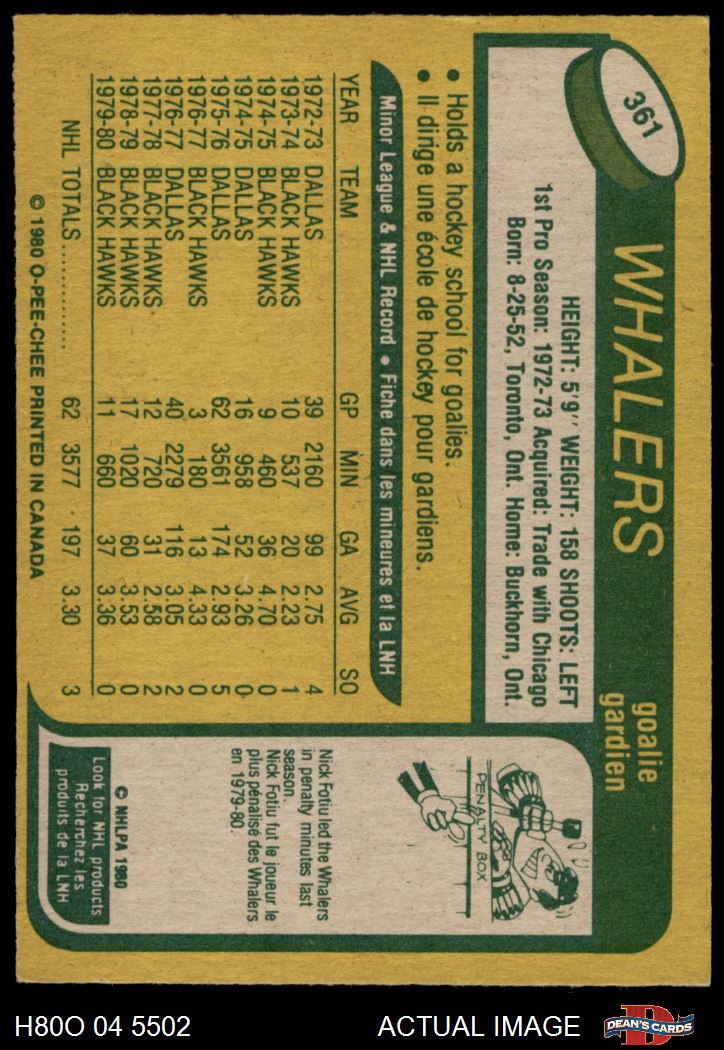 361
WHALERS
goalie
gardien
HEIGHT: 5'9" WEIGHT: 158 SHOOTS: LEFT
1st Pro Season: 1972-73 Acquired: Trade with Chicago
Born: 8-25-52, Toronto, Ont. Home: Buckhorn, Ont.
• Holds a hockey school for goalies.
• Il dirige une école de hockey pour gardiens.
Minor League & NHL Record • Fiche dans les mineures et la LNH
YEAR TEAM GP MIN GA AVG SO
1972-73 DALLAS 39 2160 99 2.75 4
1973-74 BLACK HAWKS 10 537 20 2.23 1
1974-75 BLACK HAWKS 9 460 36 4.70 0
1974-75 DALLAS 16 958 52 3.26 0
1975-76 DALLAS 62 3561 174 2.93 5
1976-77 BLACK HAWKS 3 180 13 4.33 0
1976-77 DALLAS 40 2279 116 3.05 2
1977-78 BLACK HAWKS 12 720 31 2.58 2
1978-79 BLACK HAWKS 17 1020 60 3.53 0
1979-80 BLACK HAWKS 11 660 37 3.36 0
NHL TOTALS .............. 62 3577 197 3.30 3
© 1980 O-PEE-CHEE PRINTED IN CANADA
PENALTY BOX
Nick Fotiu led the Whalers
in penalty minutes last
season.
Nick Fotiu fut le joueur le
plus pénalisé des Whalers
en 1979-80.
© NHLPA 1980
Look for NHL products
Recherchez les
produits de la LNH
H80O 04 5502
ACTUAL IMAGE
D
DEAN'S CARDS